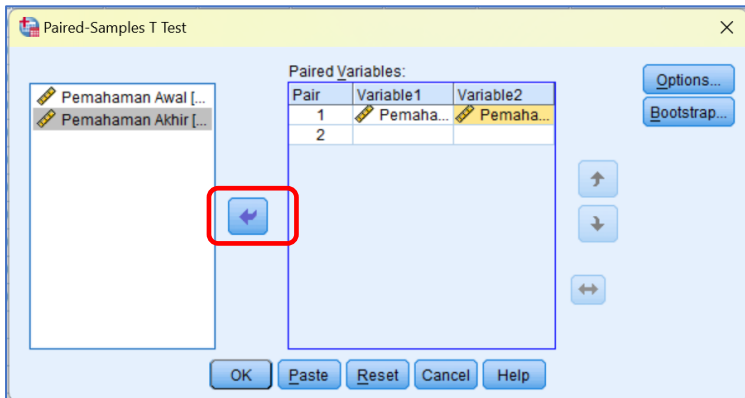 Paired-Samples T Test
Paired Variables:
Pemahaman Awal [...
Pemahaman Akhir [...
Pair Variable1 Variable2
1 Pemaha... Pemaha...
2
Options...
Bootstrap...
OK Paste Reset Cancel Help